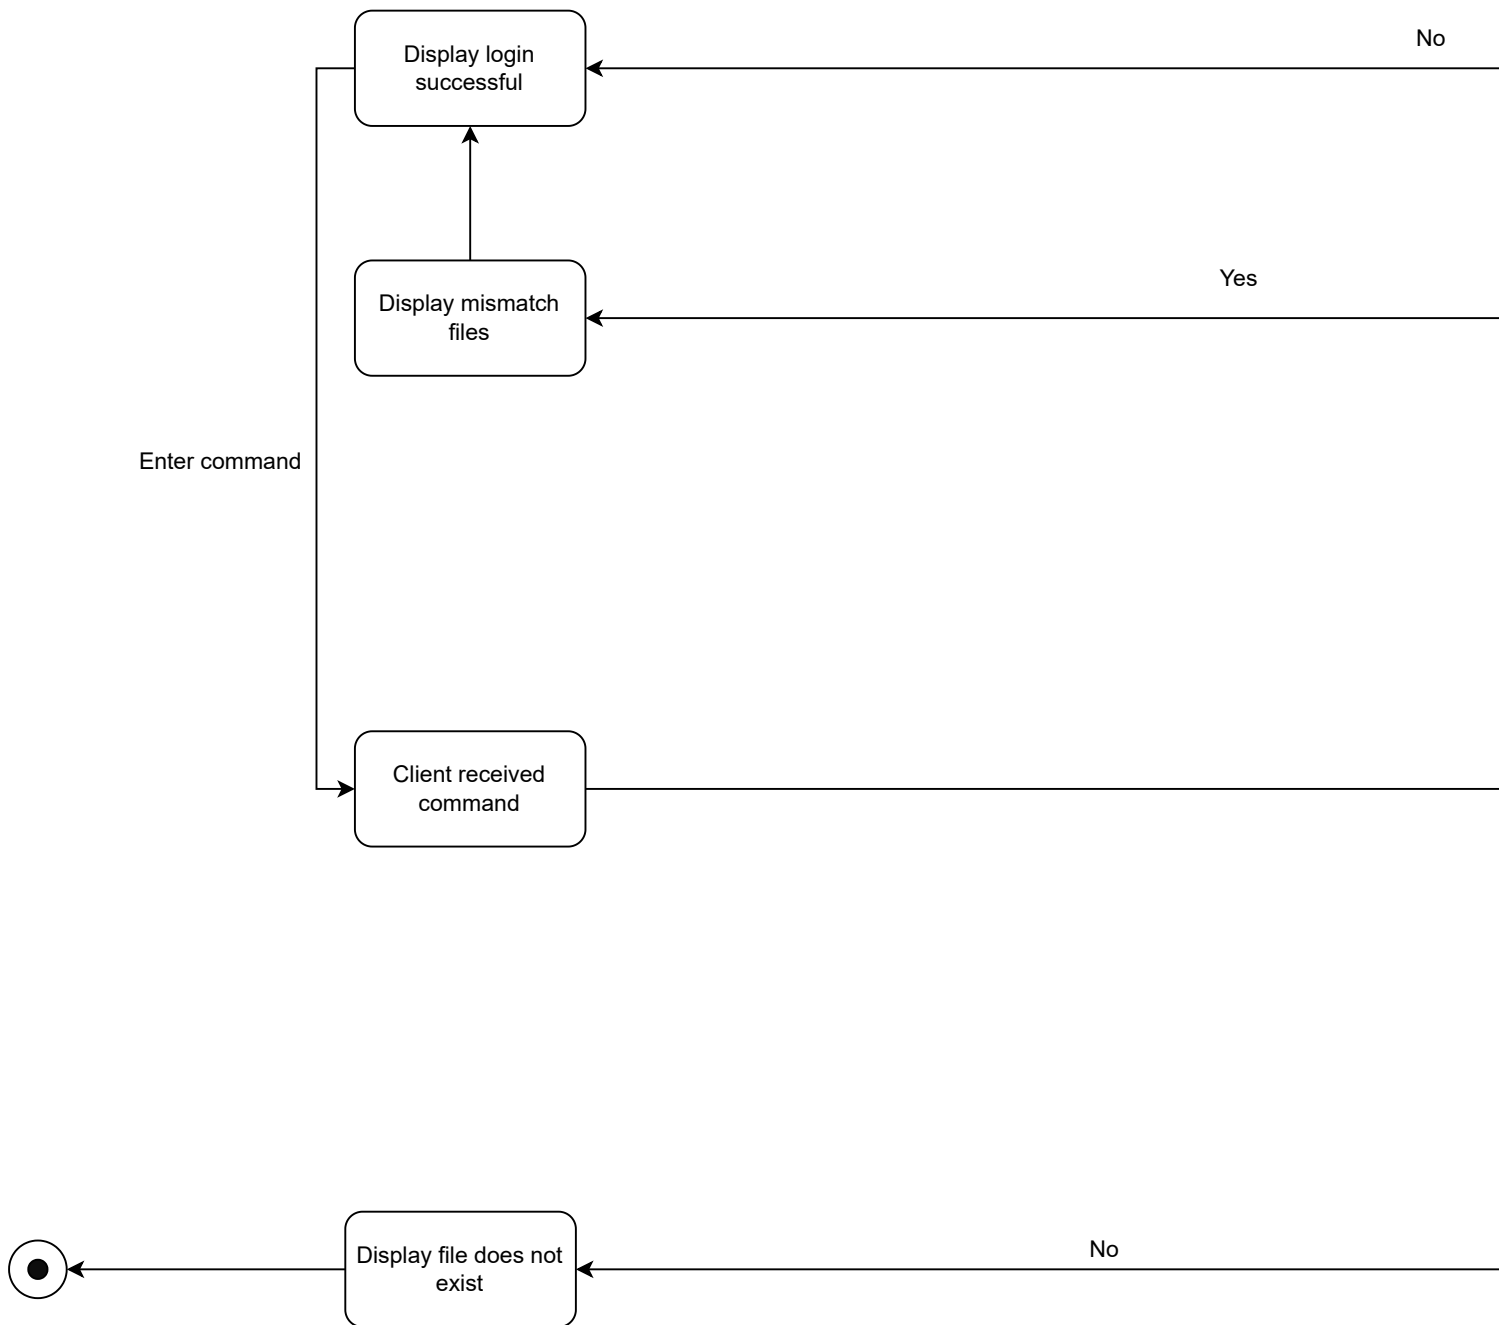 No
Display login
successful
Yes
Display mismatch
files
Enter command
Client received
command
No
Display file does not
exist